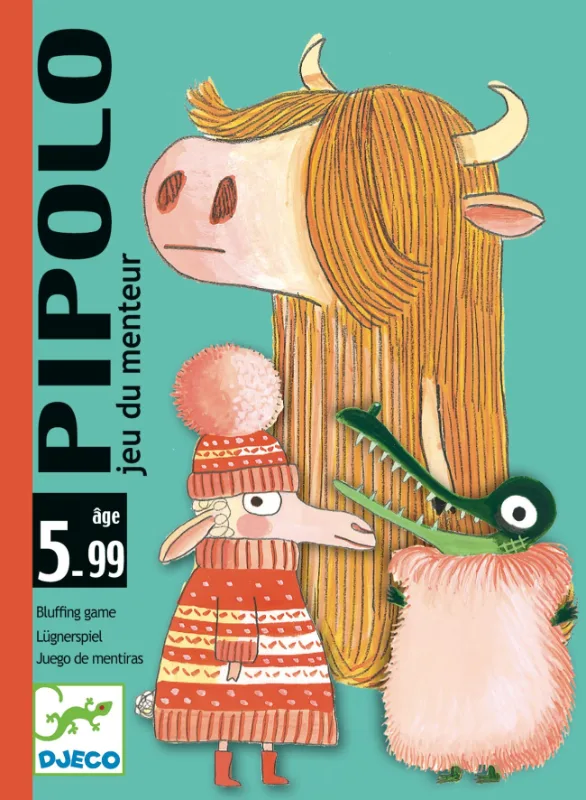 PIPOLO
jeu du menteur
âge
5-99
Bluffing game
Lügnerspiel
Juego de mentiras
DJECO